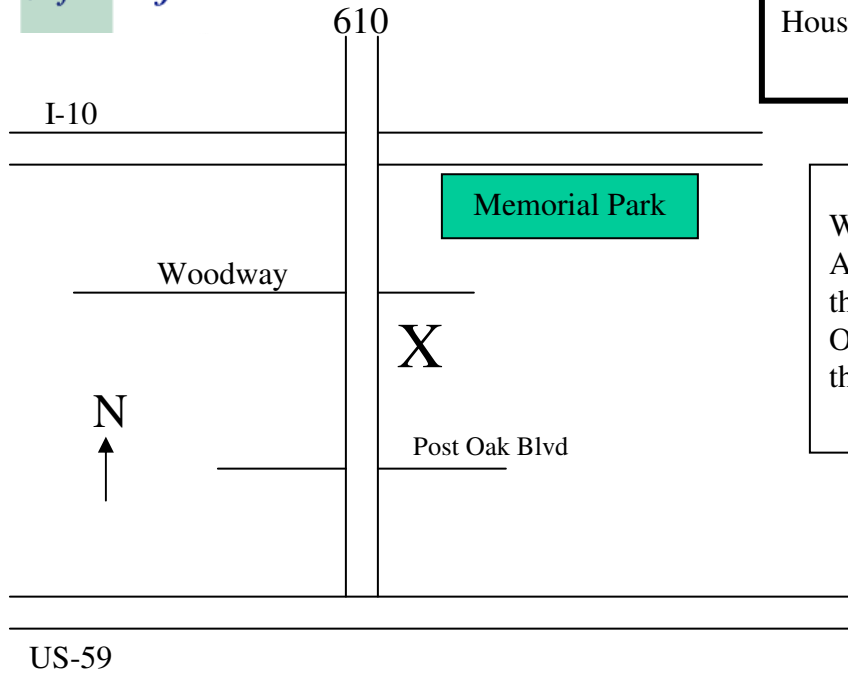 610
Hous
I-10
Memorial Park
W
A
th
O
th
Woodway
X
N
Post Oak Blvd
US-59